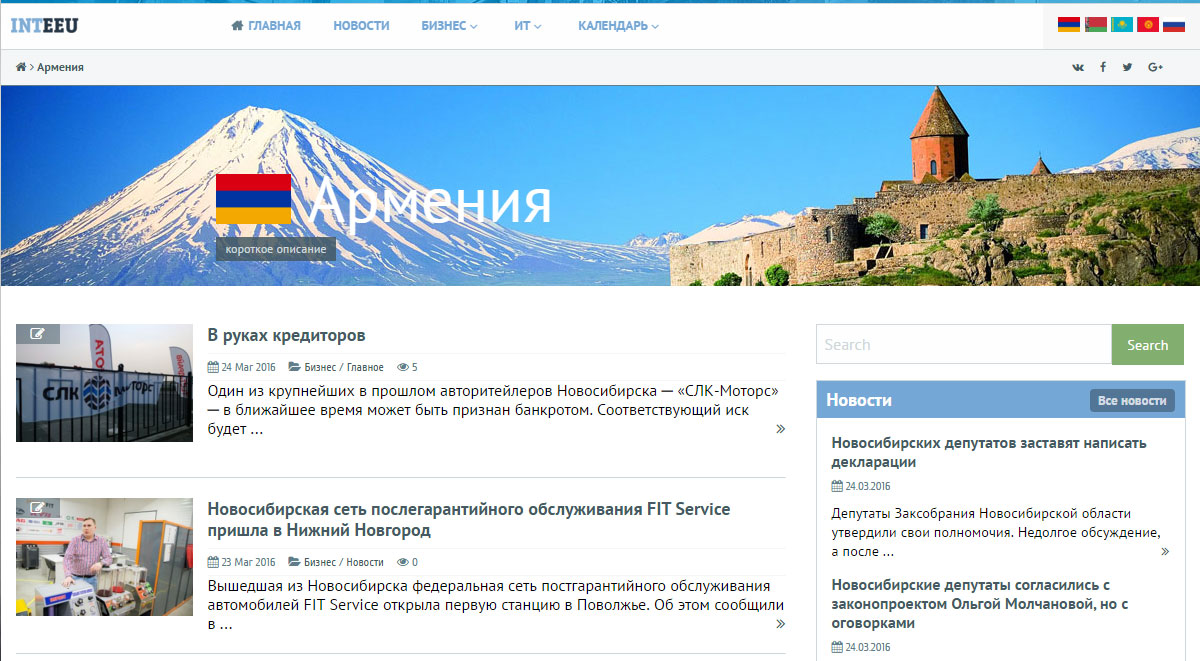 INTEEU
ГЛАВНАЯ НОВОСТИ БИЗНЕС ИТ КАЛЕНДАРЬ
Армения
Армения
короткое описание
СЛК МОТОРС
В руках кредиторов
24 Mar 2016 Бизнес / Главное 5
Один из крупнейших в прошлом авторитейлеров Новосибирска — «СЛК-Моторс»
— в ближайшее время может быть признан банкротом. Соответствующий иск
будет ... »
Новосибирская сеть послегарантийного обслуживания FIT Service
пришла в Нижний Новгород
23 Mar 2016 Бизнес / Новости 0
Вышедшая из Новосибирска федеральная сеть постгарантийного обслуживания
автомобилей FIT Service открыла первую станцию в Поволжье. Об этом сообщили
в ... »
Search Search
Новости Все новости
Новосибирских депутатов заставят написать
декларации
24.03.2016
Депутаты Заксобрания Новосибирской области
утвердили свои полномочия. Недолгое обсуждение,
а после ... »
Новосибирские депутаты согласились с
законопроектом Ольгой Молчановой, но с
оговорками
24.03.2016